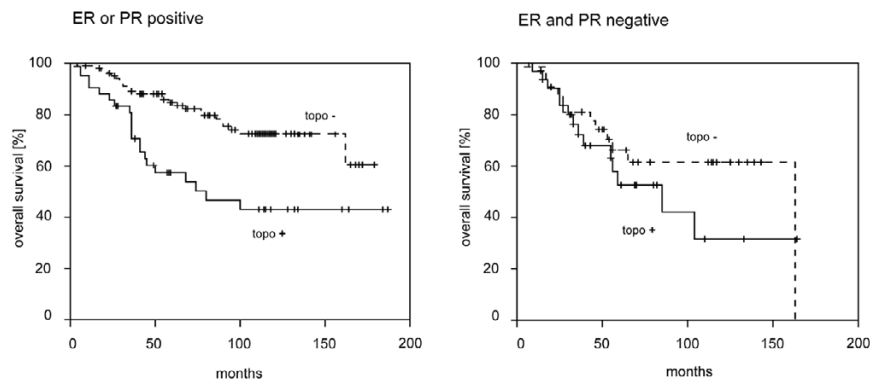 ER or PR positive
100
80
60
40
20
0
overall survival [%]
topo -
topo +
0 50 100 150 200
months
ER and PR negative
100
80
60
40
20
0
overall survival [%]
topo -
topo +
0 50 100 150 200
months